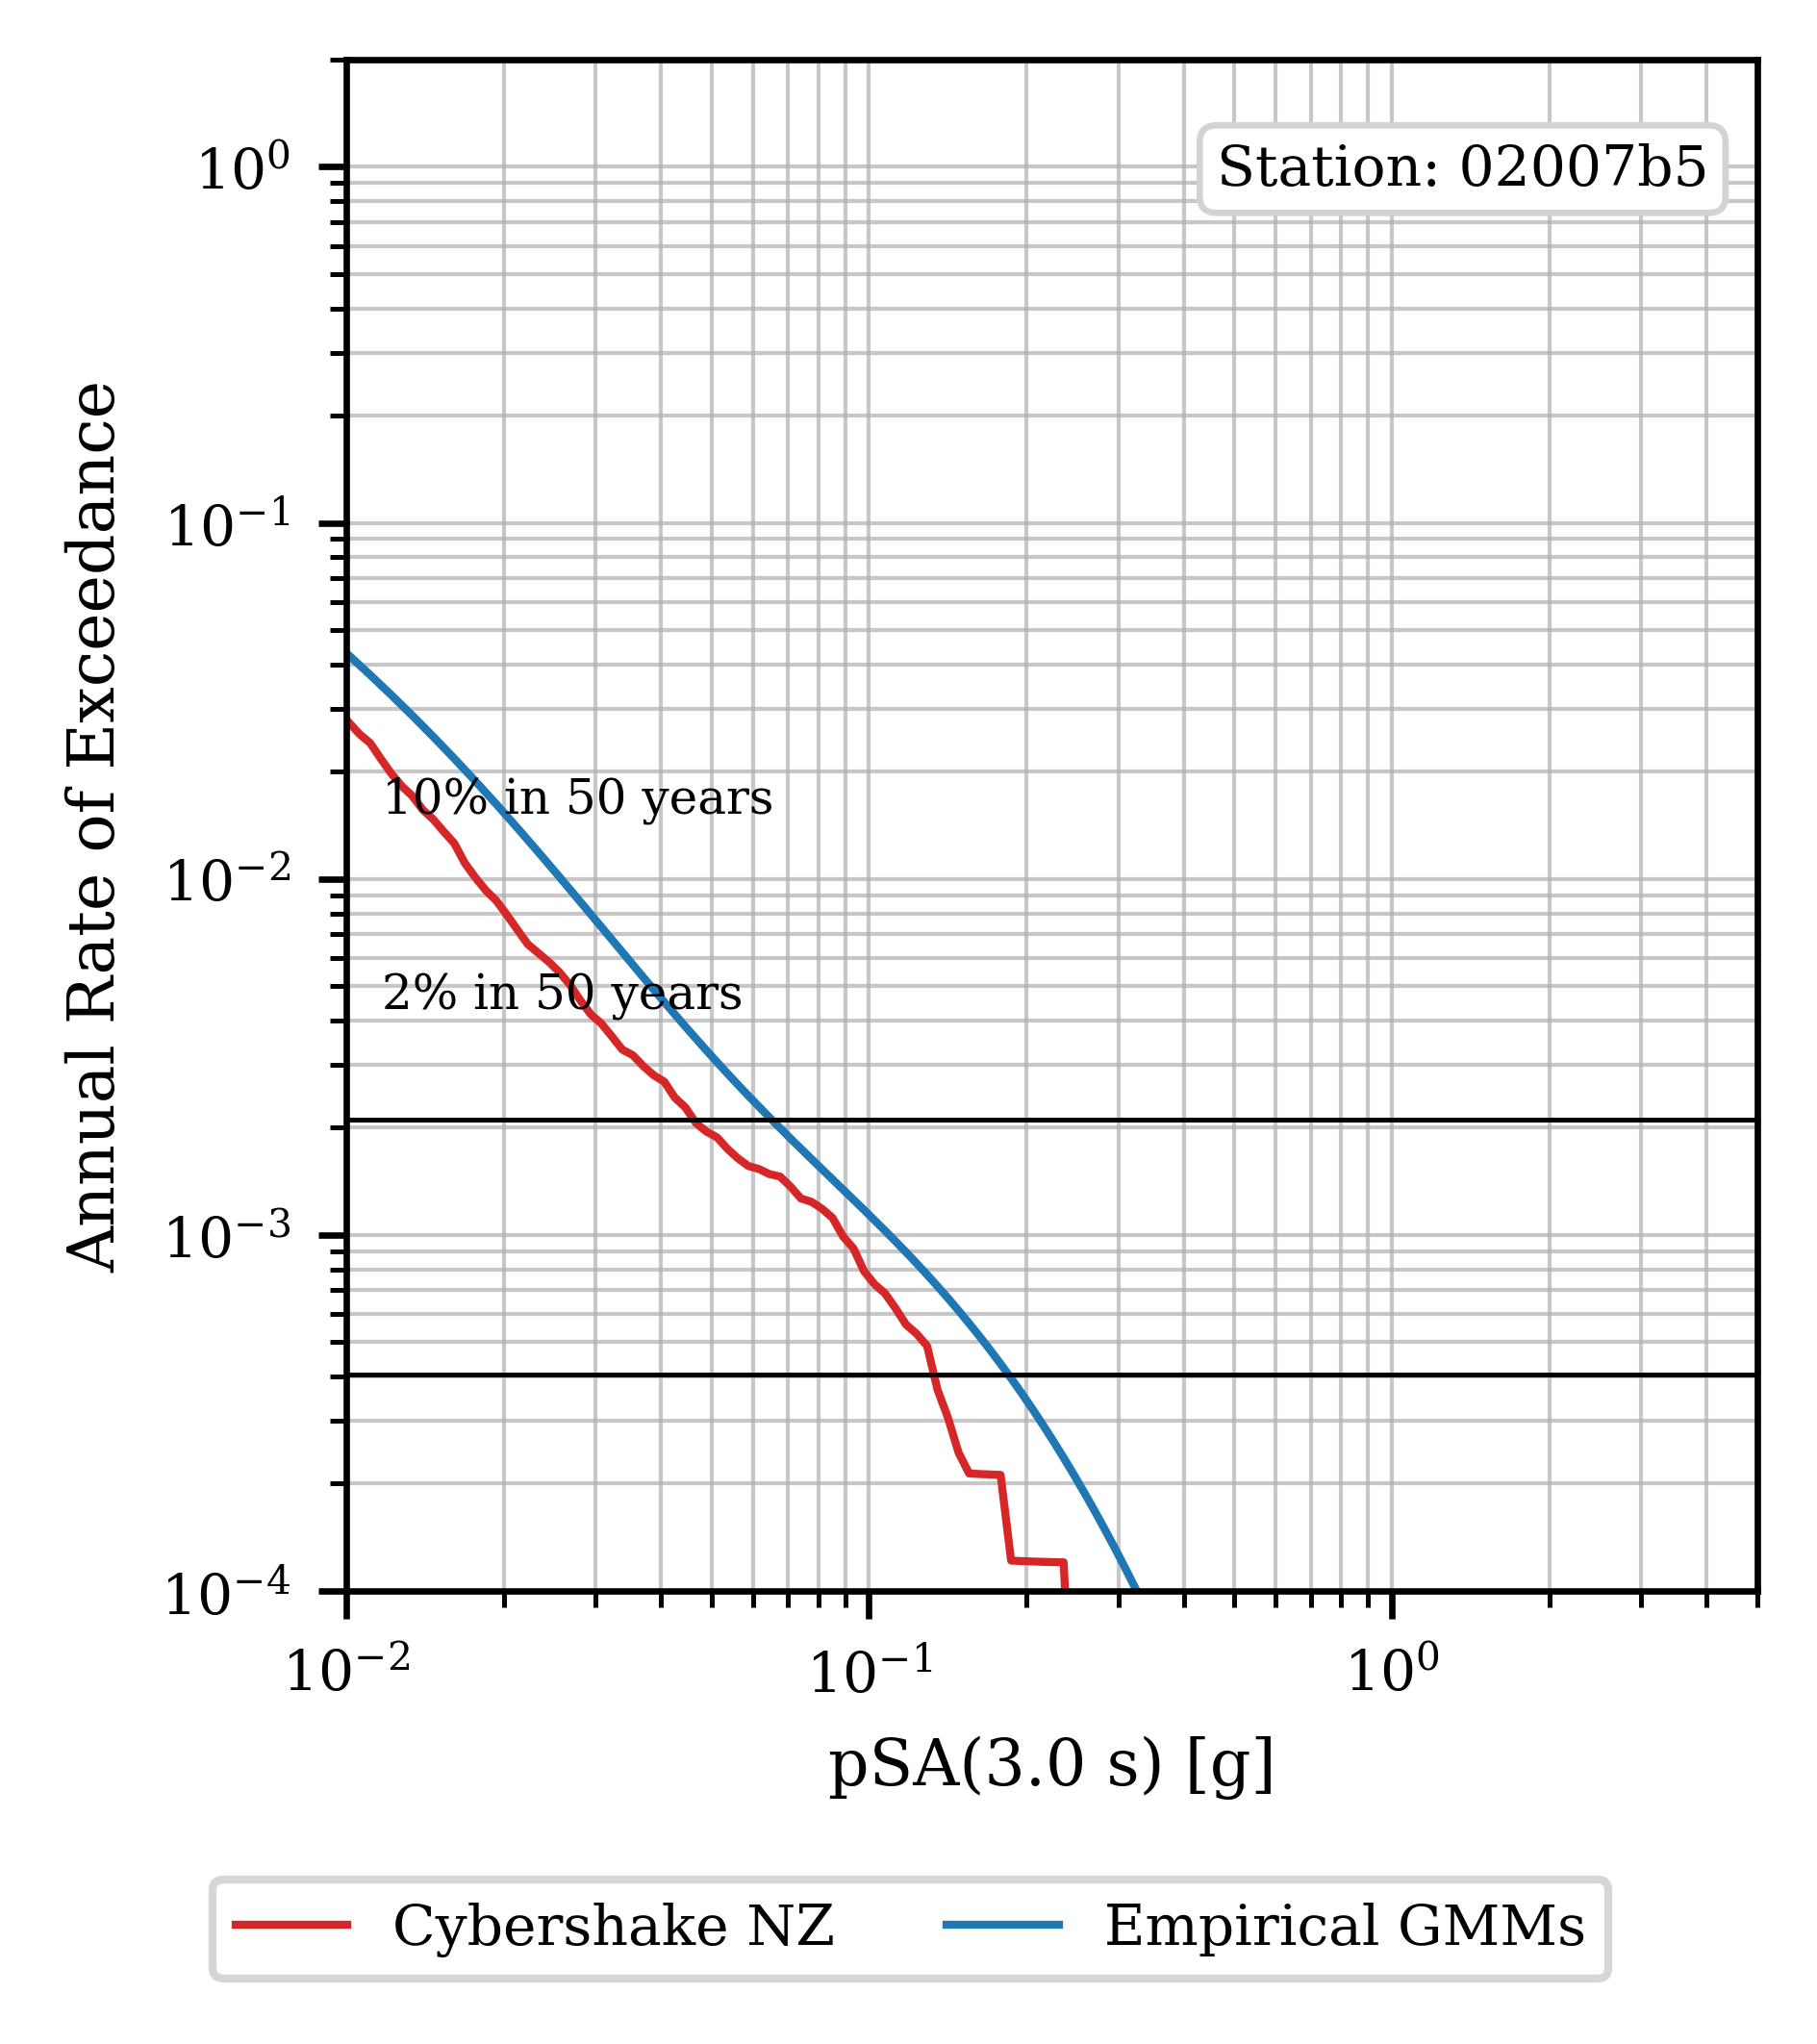 Station: 02007b5
10⁰
10⁻¹
10⁻²
10⁻³
10⁻⁴
Annual Rate of Exceedance
10% in 50 years
2% in 50 years
10⁻²
10⁻¹
10⁰
pSA(3.0 s) [g]
Cybershake NZ
Empirical GMMs